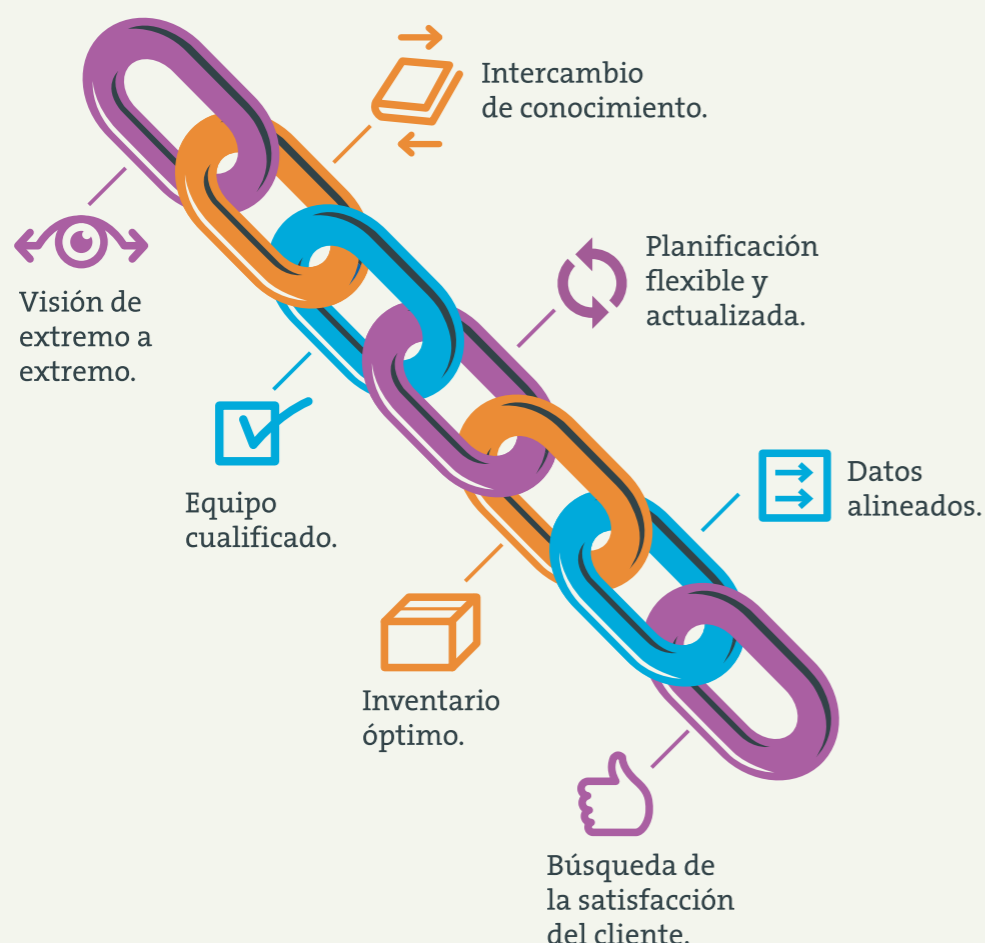 Intercambio
de conocimiento.
Visión de
extremo a
extremo.
Planificación
flexible y
actualizada.
Equipo
cualificado.
Datos
alineados.
Inventario
óptimo.
Búsqueda de
la satisfacción
del cliente.